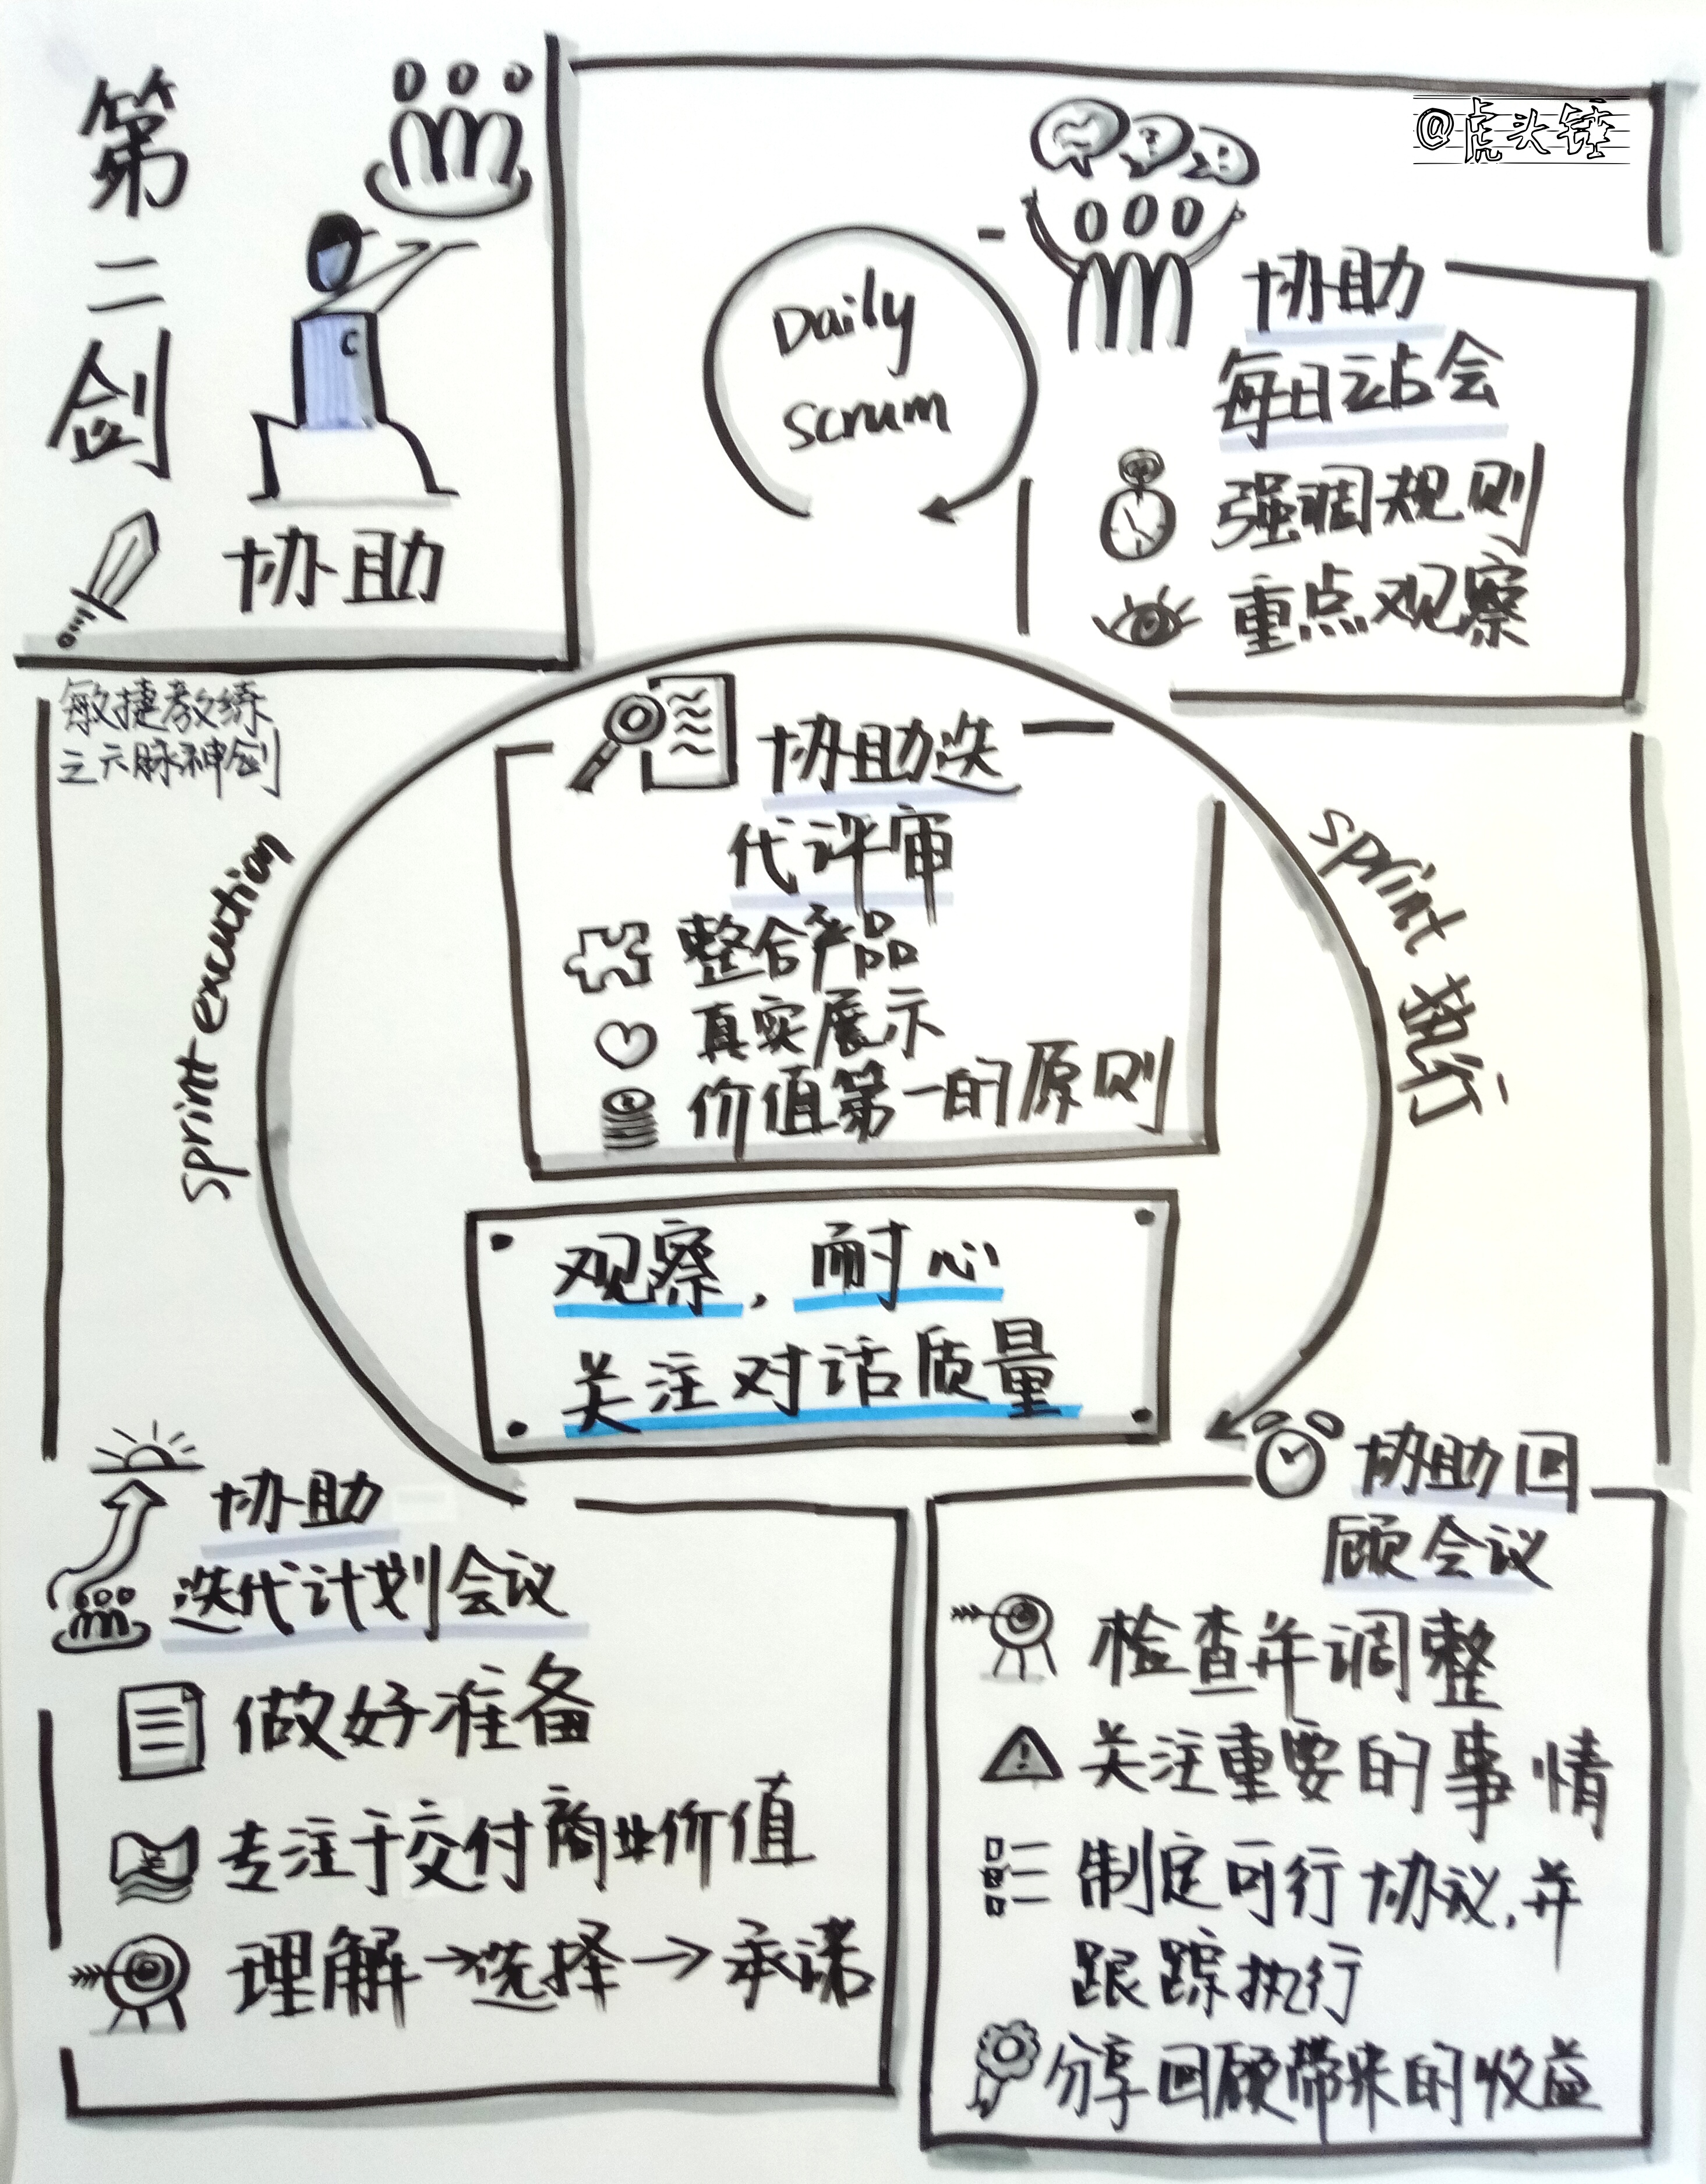 第二剑
协助
敏捷教练
之六脉神剑
@虎头锤
Daily
scrum
协助
每日站会
强调规则
重点观察
sprint execution
sprint 执行
协助迭
代评审
整合产品
真实展示
价值第一的原则
观察，耐心
关注对话质量
协助
迭代计划会议
做好准备
专注于交付商业价值
理解→选择→承诺
协助回
顾会议
检查并调整
关注重要的事情
制定可行协议，并
跟踪执行
分享回顾带来的收益
C